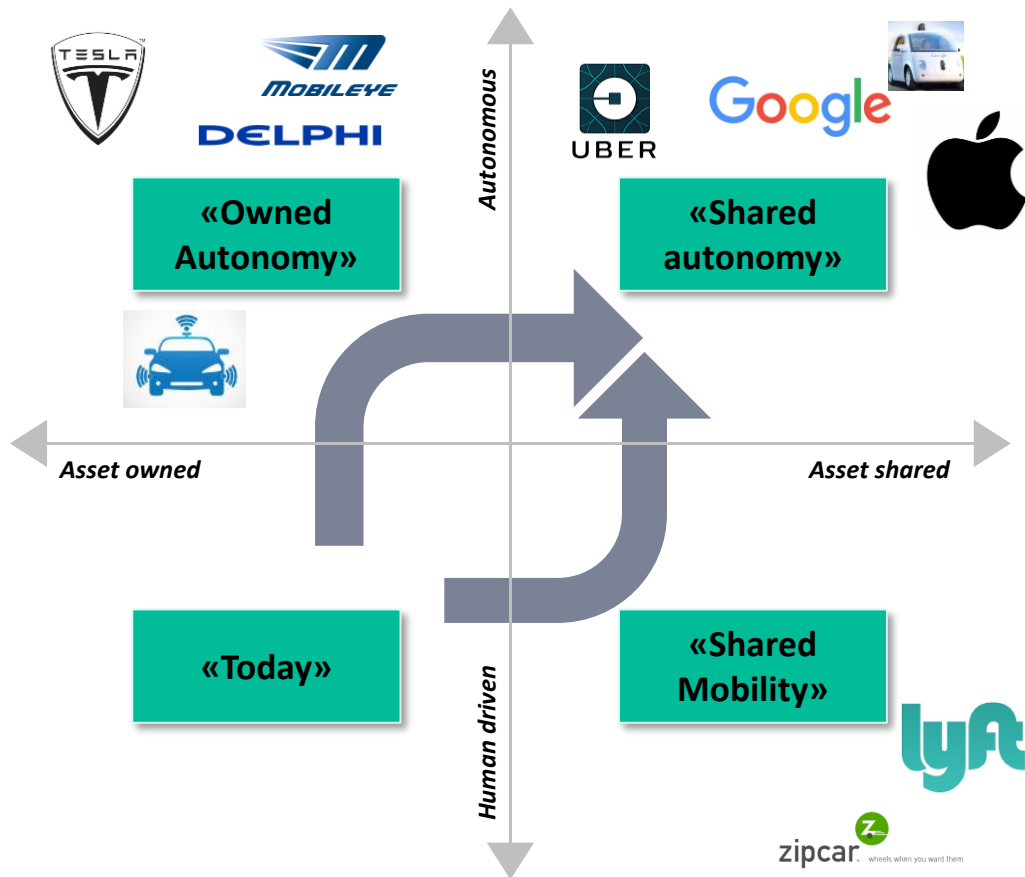 TESLA
TM
MOBILEYE
DELPHI
Autonomous
UBER
Google
«Owned
Autonomy»
«Shared
autonomy»
Asset owned
Asset shared
«Today»
«Shared
Mobility»
Human driven
lyft
zipcar.
wheels when you want them